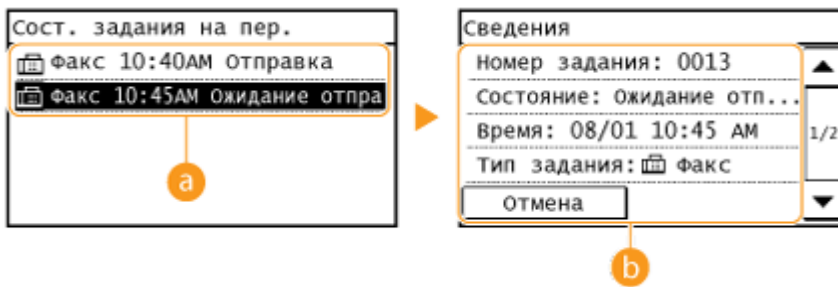 Сост. задания на пер.
Факс 10:40AM Отправка
Факс 10:45AM Ожидание отпра
a
Сведения
Номер задания: 0013
Состояние: Ожидание отп...
Время: 08/01 10:45 AM
1/2
Тип задания: Факс
Отмена
b